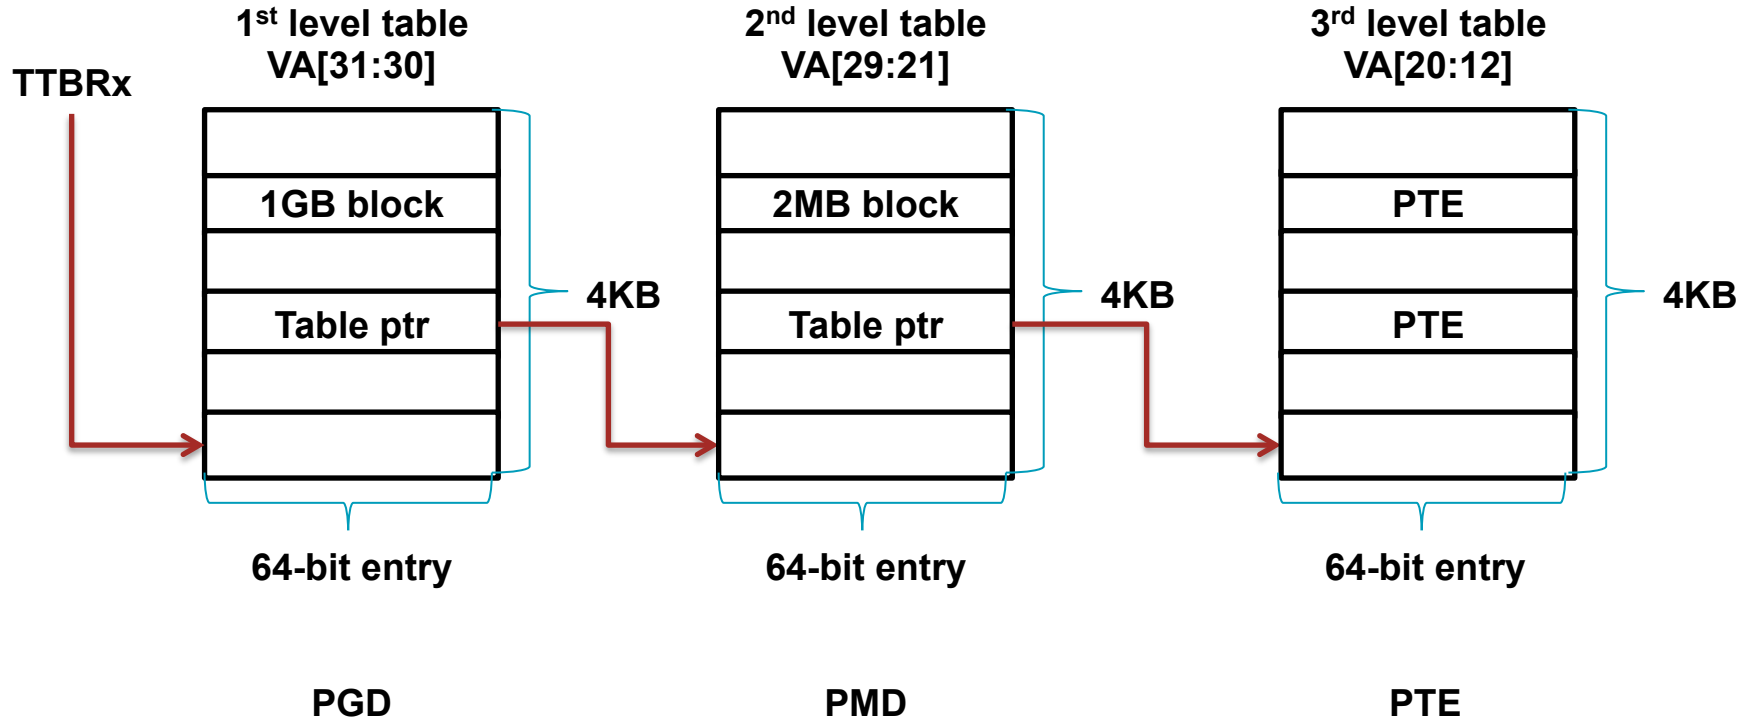 1st level table
VA[31:30]
2nd level table
VA[29:21]
3rd level table
VA[20:12]
TTBRx
1GB block
2MB block
PTE
4KB
4KB
4KB
Table ptr
Table ptr
PTE
64-bit entry
64-bit entry
64-bit entry
PGD
PMD
PTE